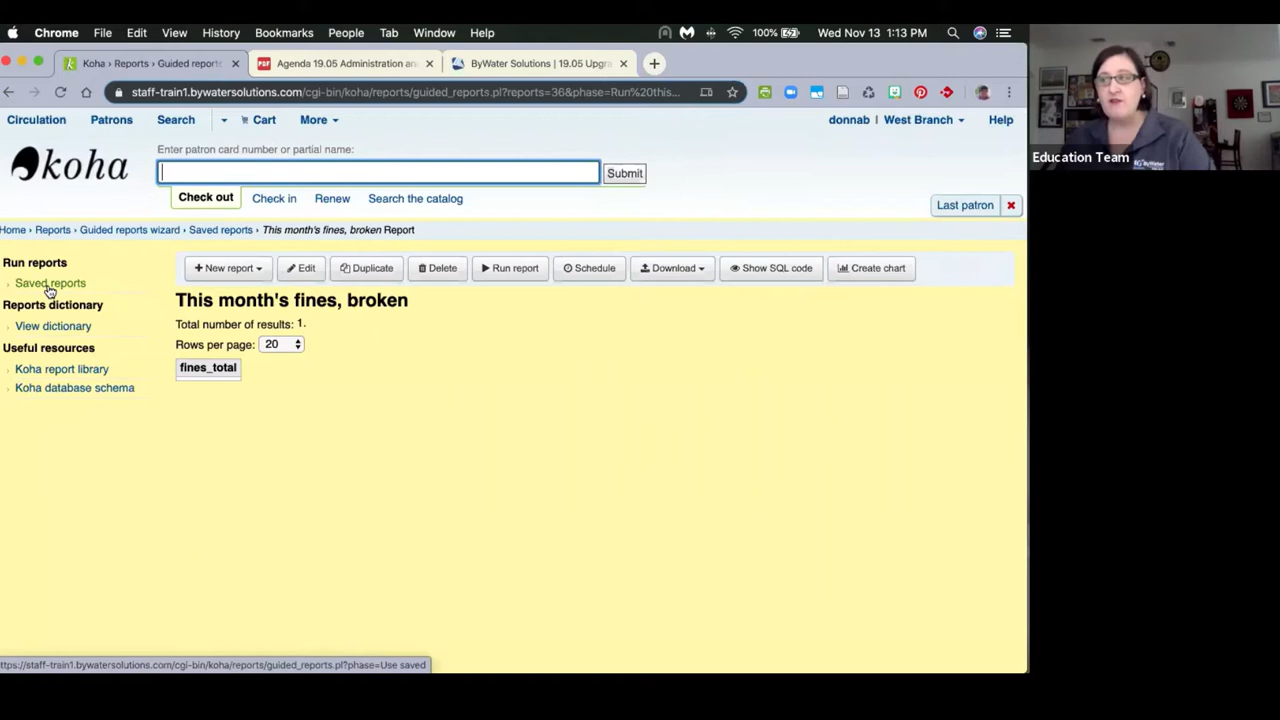 Chrome File Edit View History Bookmarks People Tab Window Help 100% Wed Nov 13 1:13 PM
Koha › Reports › Guided reports
Agenda 19.05 Administration an
ByWater Solutions | 19.05 Upgra
staff-train1.bywatersolutions.com/cgi-bin/koha/reports/guided_reports.pl?reports=36&phase=Run%20this...
Circulation Patrons Search Cart More donnab | West Branch Help
koha
Enter patron card number or partial name:
Submit
Check out Check in Renew Search the catalog
Last patron
Education Team
Home › Reports › Guided reports wizard › Saved reports › This month's fines, broken Report
Run reports
Saved reports
Reports dictionary
View dictionary
Useful resources
Koha report library
Koha database schema
+ New report Edit Duplicate Delete Run report Schedule Download Show SQL code Create chart
This month's fines, broken
Total number of results: 1.
Rows per page: 20
fines_total
https://staff-train1.bywatersolutions.com/cgi-bin/koha/reports/guided_reports.pl?phase=Use saved